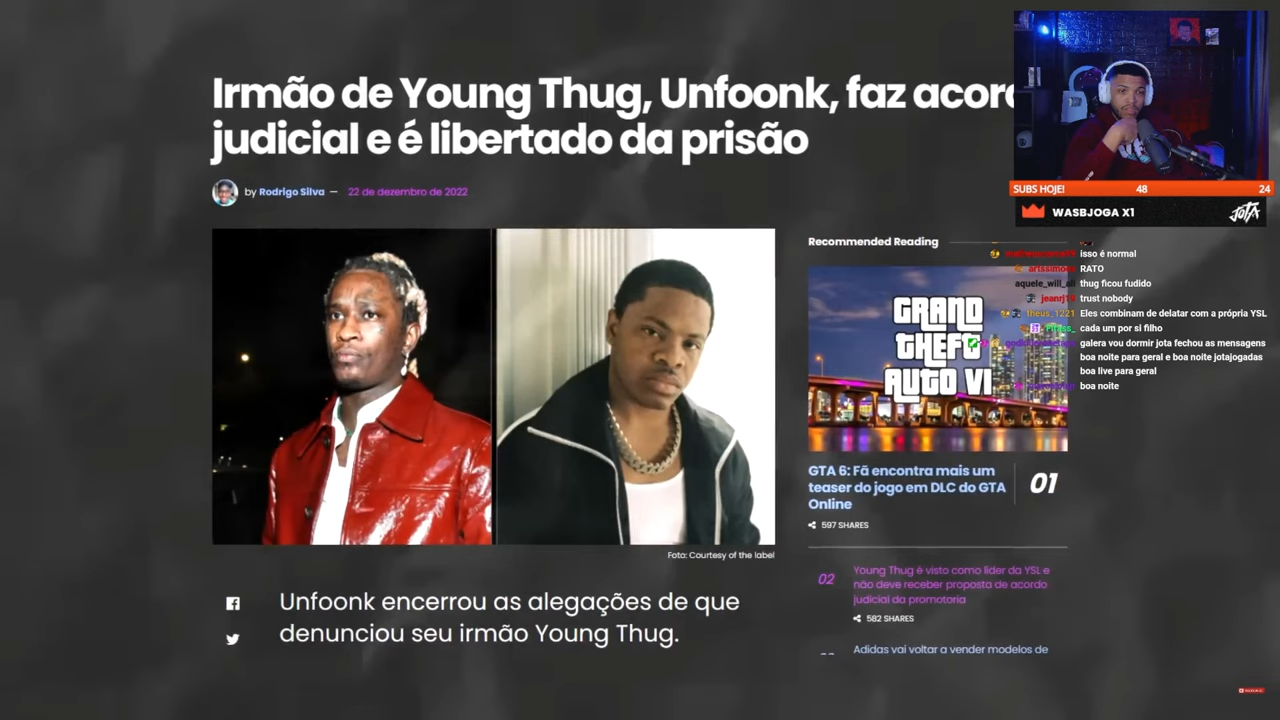 Irmão de Young Thug, Unfoonk, faz
judicial e é libertado da prisão
by Rodrigo Silva — 22 de dezembro de 2022
SUBS HOJE! 48 24
WASBJOGA X1 JOTA
Recommended Reading
isso é normal
RATO
aquele_will_ali thug ficou fudido
jeanrj19 trust nobody
theus_1221 Eles combinam de delatar com a própria YSL
cada um por si filho
galera vou dormir jota fechou as mensagens
boa noite para geral e boa noite jotajogadas
boa live para geral
boa noite
GRAND
THEFT
AUTO VI
GTA 6: Fã encontra mais um
teaser do jogo em DLC do GTA
Online
01
597 SHARES
Foto: Courtesy of the label
02
Young Thug é visto como líder da YSL e
não deve receber proposta de acordo
judicial da promotoria
582 SHARES
Unfoonk encerrou as alegações de que
denunciou seu irmão Young Thug.
Adidas vai voltar a vender modelos de